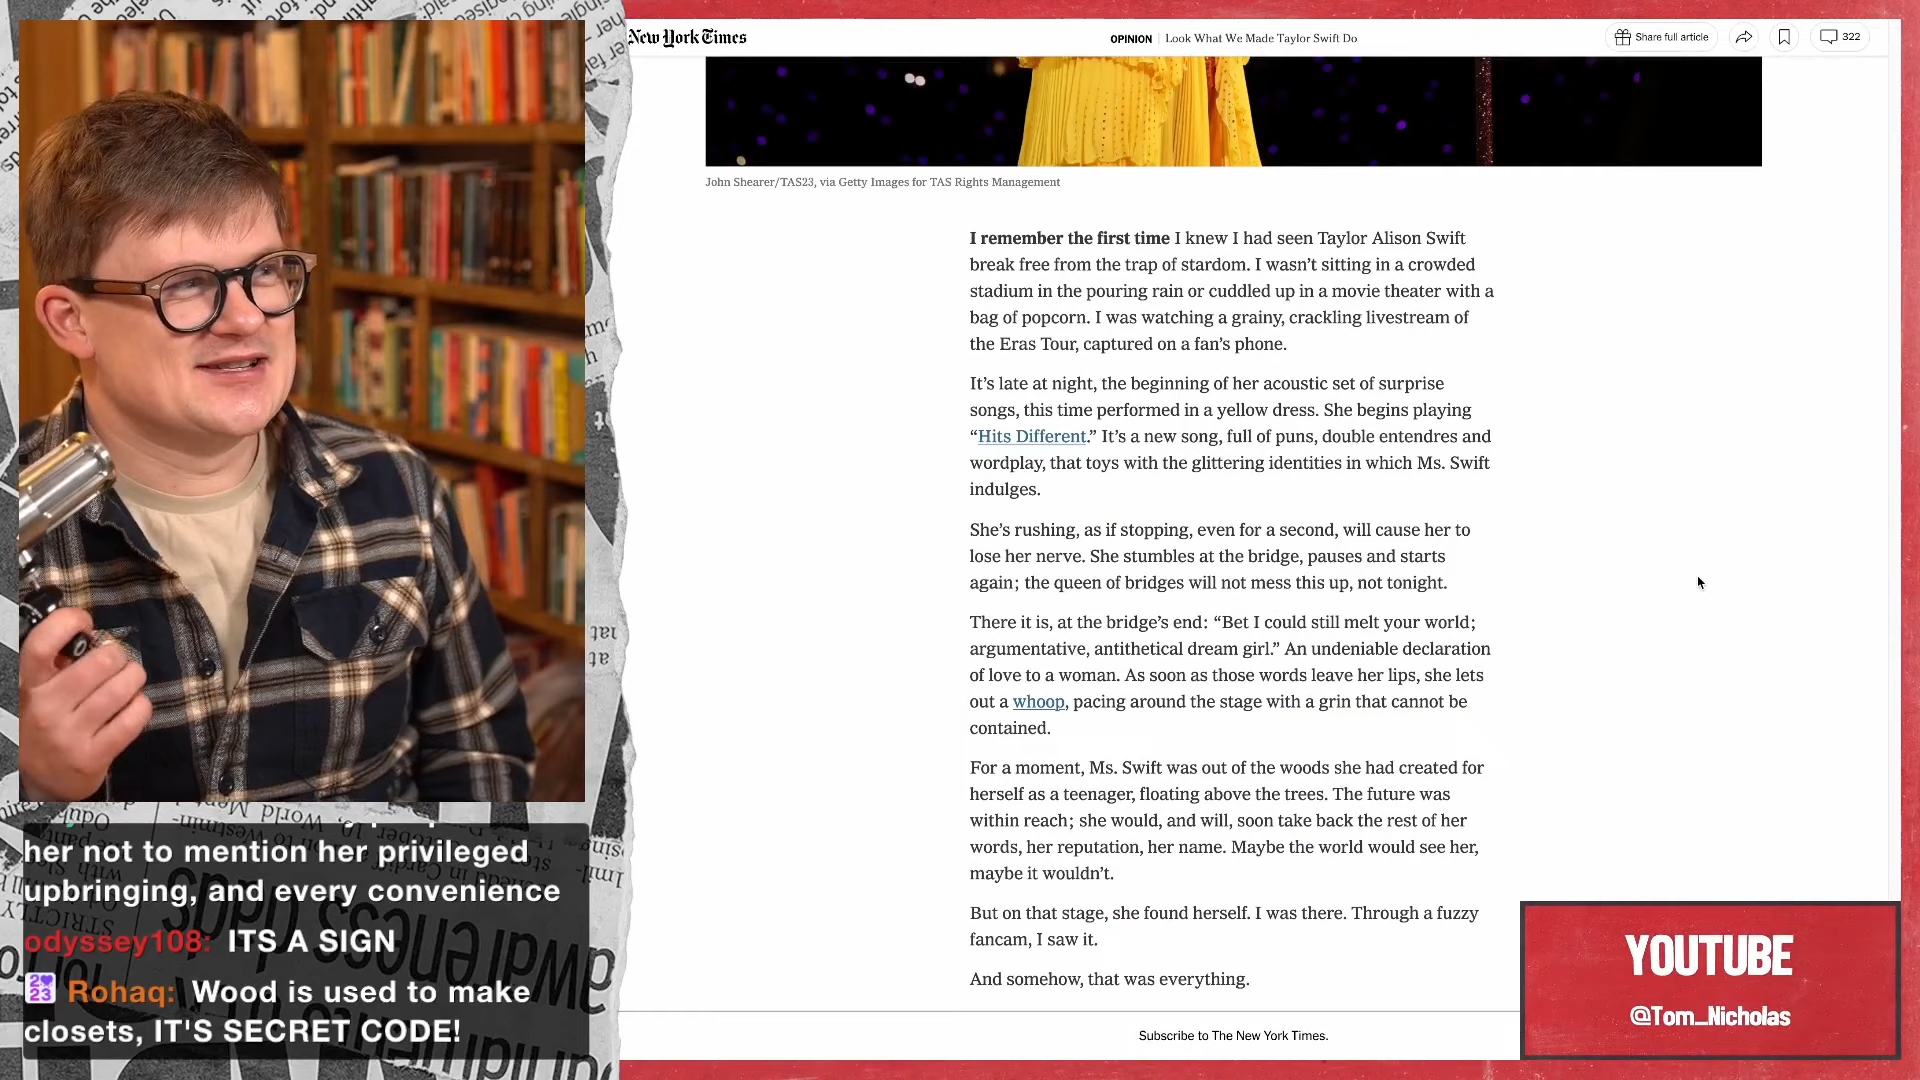 New York Times
OPINION | Look What We Made Taylor Swift Do
Share full article
322
John Shearer/TAS23, via Getty Images for TAS Rights Management
I remember the first time I knew I had seen Taylor Alison Swift
break free from the trap of stardom. I wasn’t sitting in a crowded
stadium in the pouring rain or cuddled up in a movie theater with a
bag of popcorn. I was watching a grainy, crackling livestream of
the Eras Tour, captured on a fan’s phone.
It’s late at night, the beginning of her acoustic set of surprise
songs, this time performed in a yellow dress. She begins playing
“Hits Different.” It’s a new song, full of puns, double entendres and
wordplay, that toys with the glittering identities in which Ms. Swift
indulges.
She’s rushing, as if stopping, even for a second, will cause her to
lose her nerve. She stumbles at the bridge, pauses and starts
again; the queen of bridges will not mess this up, not tonight.
There it is, at the bridge’s end: “Bet I could still melt your world;
argumentative, antithetical dream girl.” An undeniable declaration
of love to a woman. As soon as those words leave her lips, she lets
out a whoop, pacing around the stage with a grin that cannot be
contained.
For a moment, Ms. Swift was out of the woods she had created for
herself as a teenager, floating above the trees. The future was
within reach; she would, and will, soon take back the rest of her
words, her reputation, her name. Maybe the world would see her,
maybe it wouldn’t.
But on that stage, she found herself. I was there. Through a fuzzy
fancam, I saw it.
And somehow, that was everything.
Subscribe to The New York Times.
her not to mention her privileged
upbringing, and every convenience
odyssey108: ITS A SIGN
2023 Rohaq: Wood is used to make
closets, IT'S SECRET CODE!
YOUTUBE
@Tom_Nicholas